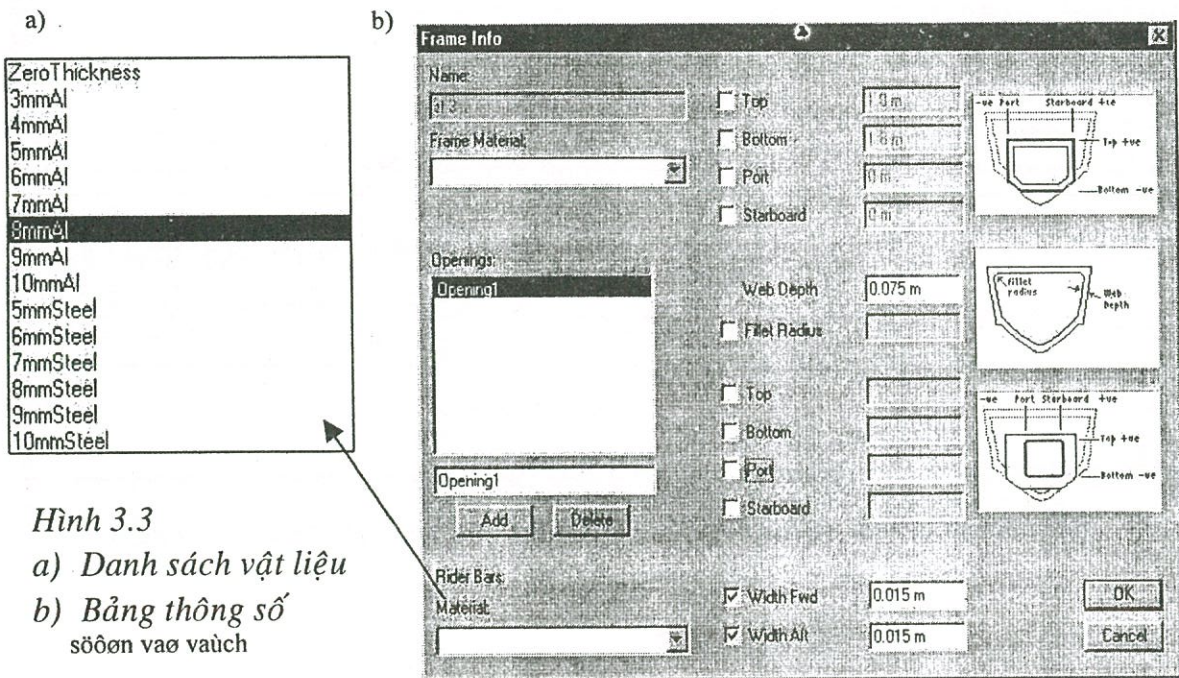 a)
ZeroThickness
3mmAl
4mmAl
5mmAl
6mmAl
7mmAl
8mmAl
9mmAl
10mmAl
5mmSteel
6mmSteel
7mmSteel
8mmSteel
9mmSteel
10mmSteel
Hình 3.3
a) Danh sách vật liệu
b) Bảng thông số
söôøn vaø vaùch
b)
Frame Info
Name:
Frame Material:
Openings:
Opening1
Opening1
Add Delete
Rider Bars:
Material:
Top
Bottom
Port 0 m
Starboard 0 m
Web Depth 0.075 m
Fillet Radius
Top
Bottom
Port
Starboard
Width Fwd 0.015 m
Width Aft 0.015 m
-ve Port Starboard +ve
Top +ve
Bottom -ve
fillet
radius
Web
Depth
-ve Port Starboard +ve
Top +ve
Bottom -ve
OK
Cancel